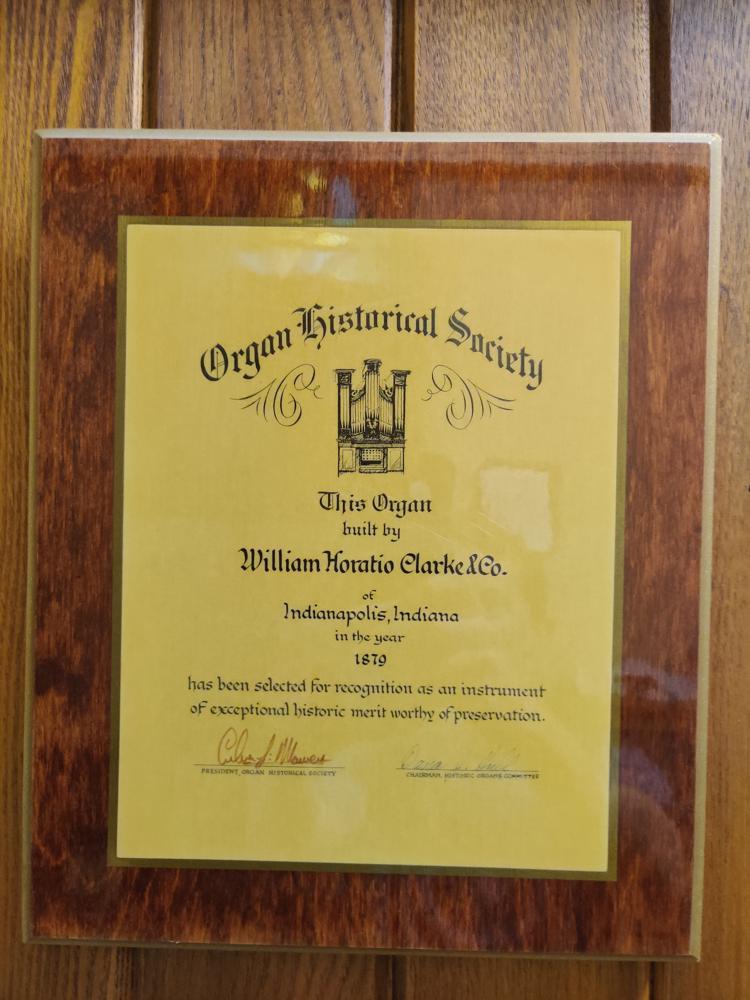 Organ Historical Society
This Organ
built by
William Horatio Clarke & Co.
of
Indianapolis, Indiana
in the year
1879
has been selected for recognition as an instrument
of exceptional historic merit worthy of preservation.
PRESIDENT, ORGAN HISTORICAL SOCIETY
CHAIRMAN, HISTORIC ORGANS COMMITTEE